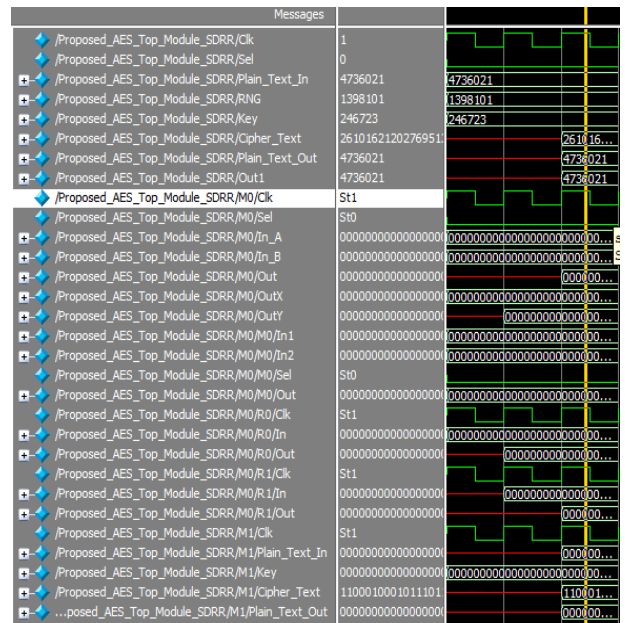 Messages
/Proposed_AES_Top_Module_SDRR/Clk 1
/Proposed_AES_Top_Module_SDRR/Sel 0
/Proposed_AES_Top_Module_SDRR/Plain_Text_In 4736021 4736021
/Proposed_AES_Top_Module_SDRR/RNG 1398101 1398101
/Proposed_AES_Top_Module_SDRR/Key 246723 246723
/Proposed_AES_Top_Module_SDRR/Cipher_Text 26101621202769513 261016...
/Proposed_AES_Top_Module_SDRR/Plain_Text_Out 4736021 4736021
/Proposed_AES_Top_Module_SDRR/Out1 4736021 4736021
/Proposed_AES_Top_Module_SDRR/M0/Clk St1
/Proposed_AES_Top_Module_SDRR/M0/Sel St0
/Proposed_AES_Top_Module_SDRR/M0/In_A
/Proposed_AES_Top_Module_SDRR/M0/In_B
/Proposed_AES_Top_Module_SDRR/M0/Out
/Proposed_AES_Top_Module_SDRR/M0/OutX
/Proposed_AES_Top_Module_SDRR/M0/OutY
/Proposed_AES_Top_Module_SDRR/M0/M0/In1
/Proposed_AES_Top_Module_SDRR/M0/M0/In2
/Proposed_AES_Top_Module_SDRR/M0/M0/Sel St0
/Proposed_AES_Top_Module_SDRR/M0/M0/Out
/Proposed_AES_Top_Module_SDRR/M0/R0/Clk St1
/Proposed_AES_Top_Module_SDRR/M0/R0/In
/Proposed_AES_Top_Module_SDRR/M0/R0/Out
/Proposed_AES_Top_Module_SDRR/M0/R1/Clk St1
/Proposed_AES_Top_Module_SDRR/M0/R1/In
/Proposed_AES_Top_Module_SDRR/M0/R1/Out
/Proposed_AES_Top_Module_SDRR/M1/Clk St1
/Proposed_AES_Top_Module_SDRR/M1/Plain_Text_In
/Proposed_AES_Top_Module_SDRR/M1/Key
/Proposed_AES_Top_Module_SDRR/M1/Cipher_Text 1100010001011101 110001...
...posed_AES_Top_Module_SDRR/M1/Plain_Text_Out